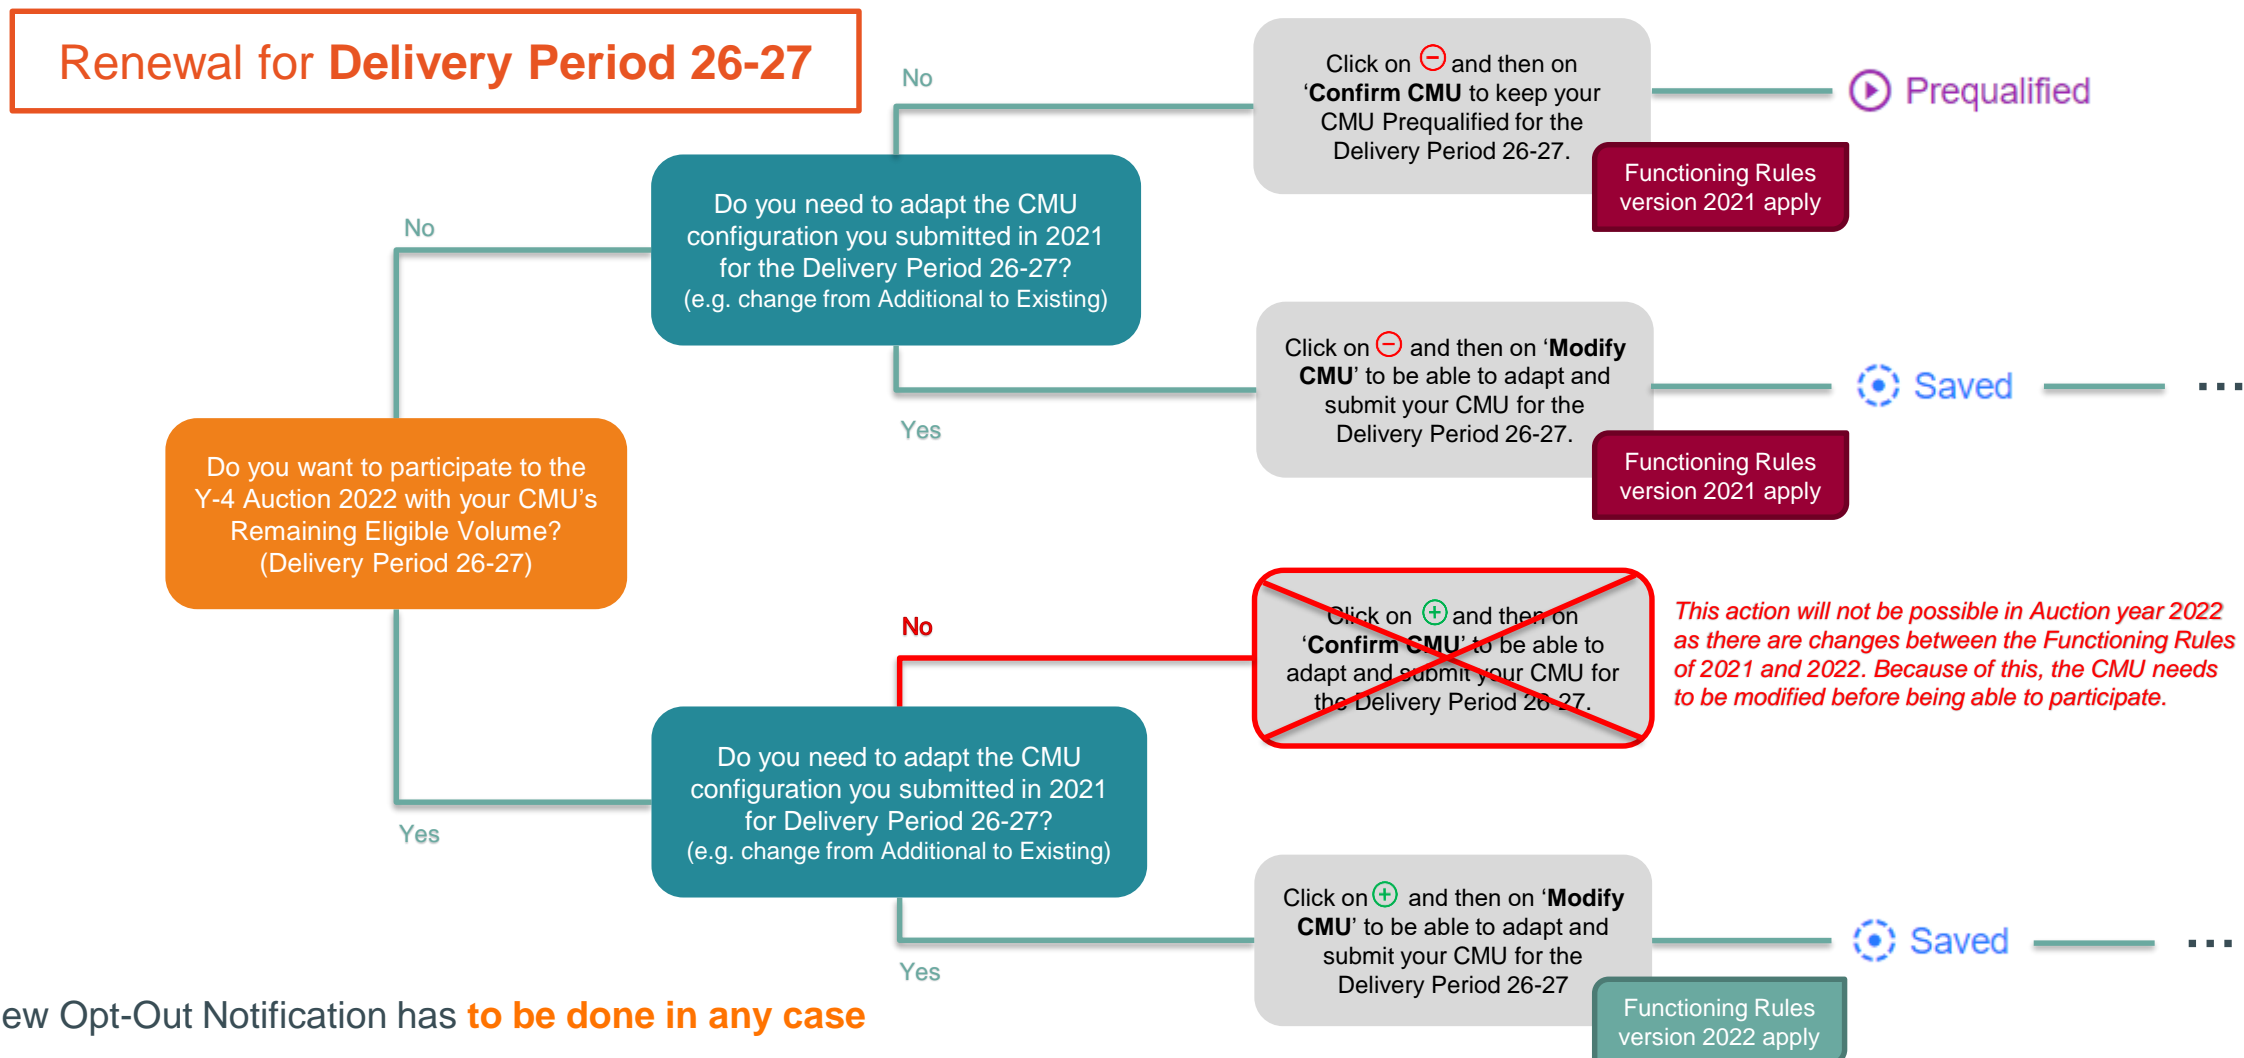 Renewal for Delivery Period 26-27
No
Click on and then on
‘Confirm CMU to keep your
CMU Prequalified for the
Delivery Period 26-27.
Prequalified
Functioning Rules
version 2021 apply
Do you need to adapt the CMU
configuration you submitted in 2021
for the Delivery Period 26-27?
(e.g. change from Additional to Existing)
No
Yes
Click on and then on ‘Modify
CMU’ to be able to adapt and
submit your CMU for the
Delivery Period 26-27.
Saved
...
Functioning Rules
version 2021 apply
Do you want to participate to the
Y-4 Auction 2022 with your CMU’s
Remaining Eligible Volume?
(Delivery Period 26-27)
No
Click on and then on
‘Confirm CMU’ to be able to
adapt and submit your CMU for
the Delivery Period 26-27.
This action will not be possible in Auction year 2022
as there are changes between the Functioning Rules
of 2021 and 2022. Because of this, the CMU needs
to be modified before being able to participate.
Yes
Do you need to adapt the CMU
configuration you submitted in 2021
for Delivery Period 26-27?
(e.g. change from Additional to Existing)
Yes
Click on and then on ‘Modify
CMU’ to be able to adapt and
submit your CMU for the
Delivery Period 26-27
Saved
...
Functioning Rules
version 2022 apply
ew Opt-Out Notification has to be done in any case